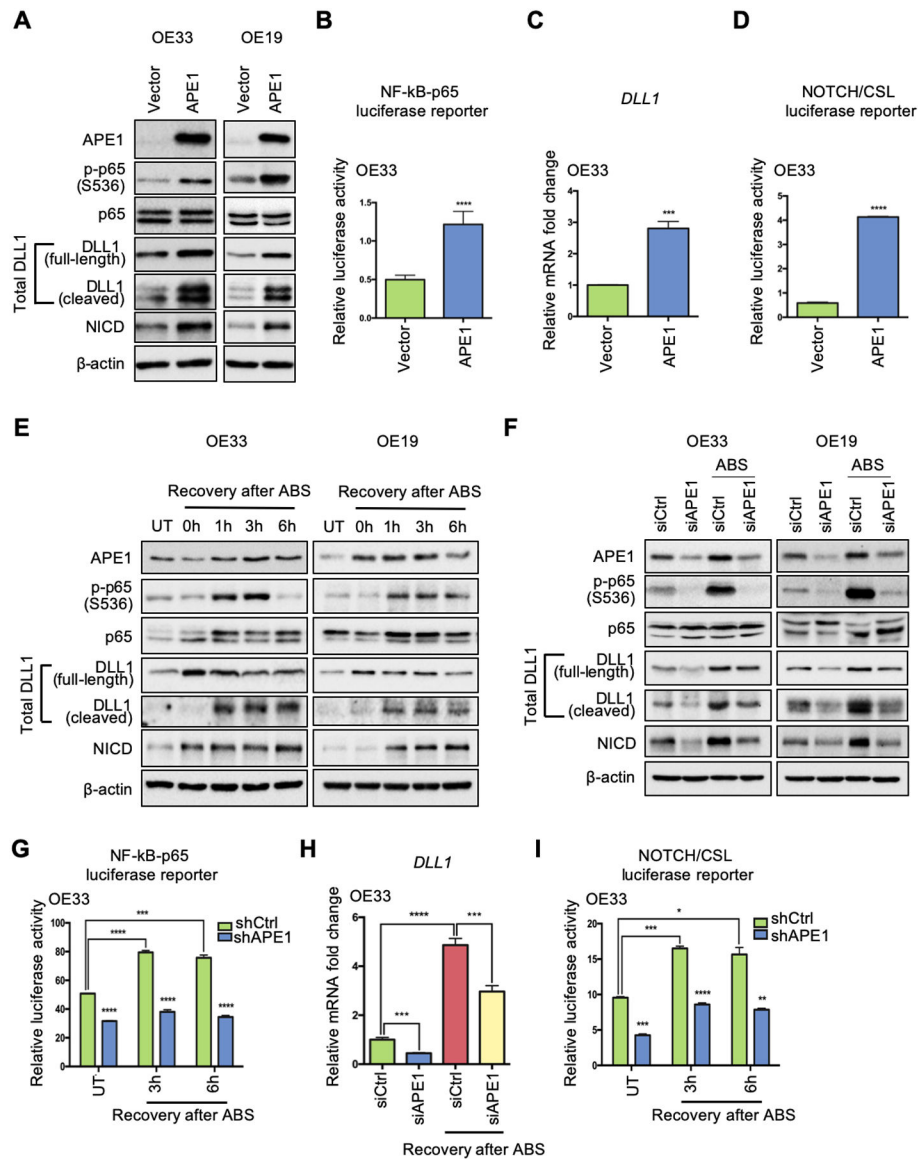 A
OE33
OE19
Vector
APE1
Vector
APE1
APE1
p-p65
(S536)
p65
Total DLL1
DLL1
(full-length)
DLL1
(cleaved)
NICD
β-actin
B
NF-kB-p65
luciferase reporter
OE33
Relative luciferase activity
1.5
1.0
0.5
0.0
****
Vector
APE1
C
DLL1
OE33
Relative mRNA fold change
4
3
2
1
0
***
Vector
APE1
D
NOTCH/CSL
luciferase reporter
OE33
Relative luciferase activity
5
4
3
2
1
0
****
Vector
APE1
E
OE33
OE19
Recovery after ABS
Recovery after ABS
UT 0h 1h 3h 6h
UT 0h 1h 3h 6h
APE1
p-p65
(S536)
p65
Total DLL1
DLL1
(full-length)
DLL1
(cleaved)
NICD
β-actin
F
OE33
OE19
ABS
ABS
siCtrl
siAPE1
siCtrl
siAPE1
siCtrl
siAPE1
siCtrl
siAPE1
APE1
p-p65
(S536)
p65
Total DLL1
DLL1
(full-length)
DLL1
(cleaved)
NICD
β-actin
G
NF-kB-p65
luciferase reporter
OE33
shCtrl
shAPE1
Relative luciferase activity
100
80
60
40
20
0
***
****
****
****
****
UT
3h
6h
Recovery after ABS
H
DLL1
OE33
Relative mRNA fold change
6
4
2
0
****
***
***
siCtrl
siAPE1
siCtrl
siAPE1
Recovery after ABS
I
NOTCH/CSL
luciferase reporter
OE33
shCtrl
shAPE1
Relative luciferase activity
20
15
10
5
0
*
***
***
****
**
UT
3h
6h
Recovery after ABS